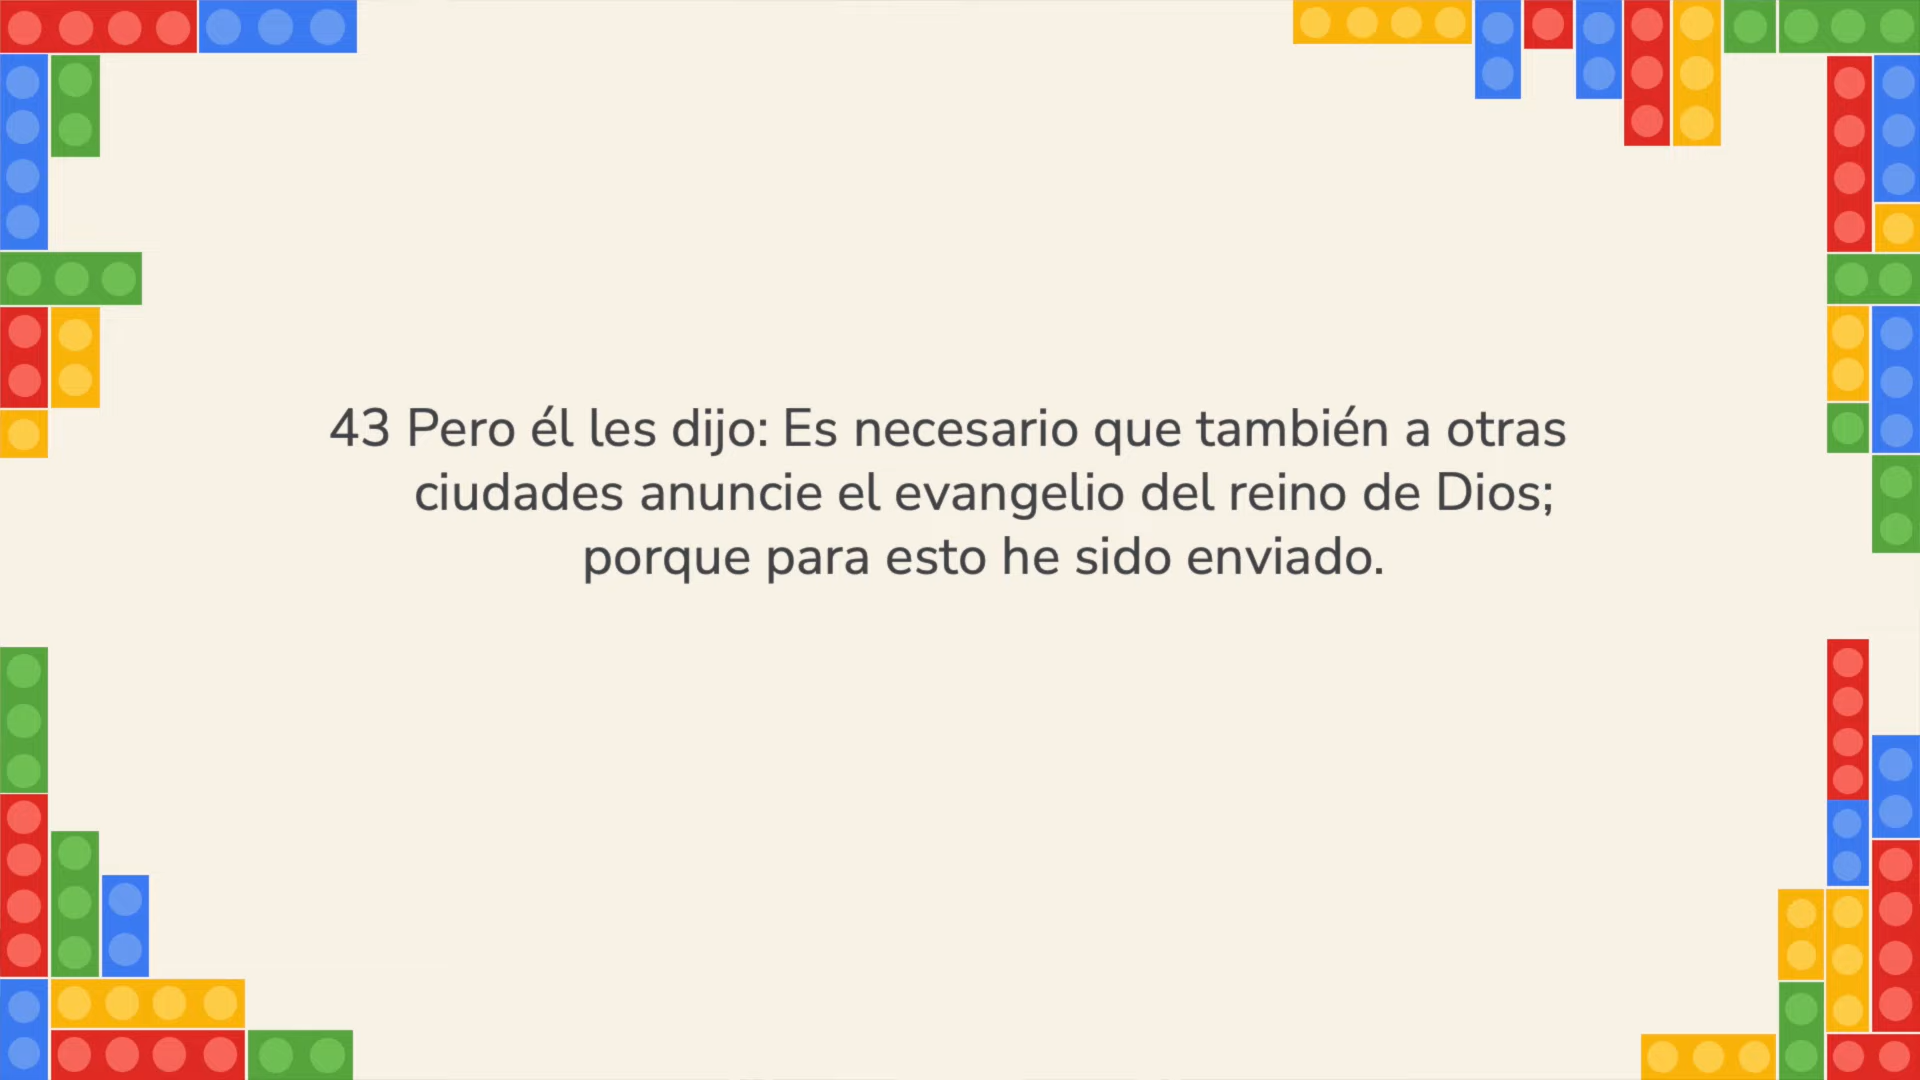 43 Pero él les dijo: Es necesario que también a otras
ciudades anuncie el evangelio del reino de Dios;
porque para esto he sido enviado.